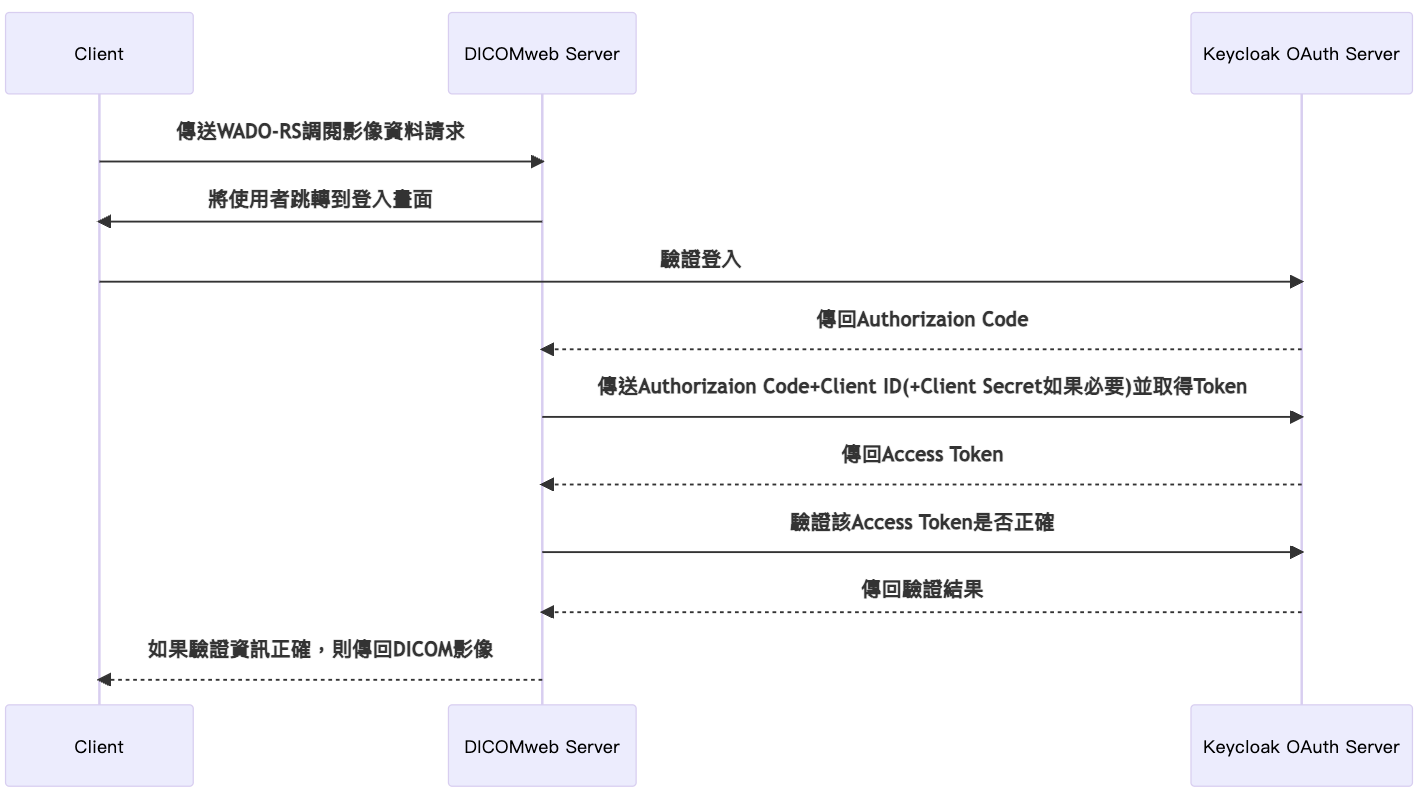 Client
DICOMweb Server
Keycloak OAuth Server
傳送WADO-RS調閱影像資料請求
將使用者跳轉到登入畫面
驗證登入
傳回Authorizaion Code
傳送Authorizaion Code+Client ID(+Client Secret如果必要)並取得Token
傳回Access Token
驗證該Access Token是否正確
傳回驗證結果
如果驗證資訊正確，則傳回DICOM影像
Client
DICOMweb Server
Keycloak OAuth Server